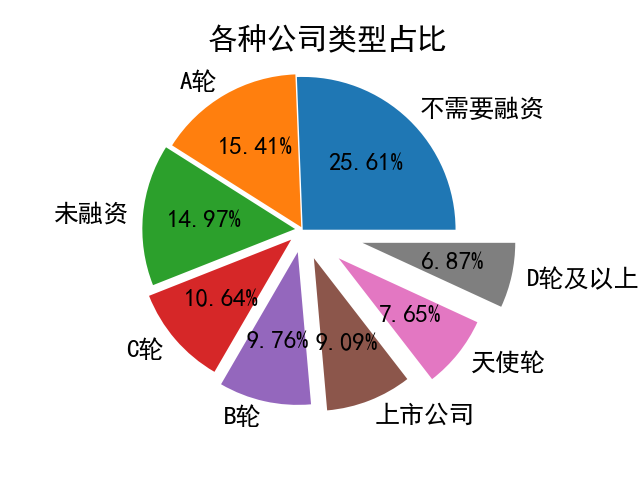 各种公司类型占比
A轮
不需要融资
15.41%
25.61%
未融资
14.97%
6.87%
D轮及以上
10.64%
7.65%
9.76%
9.09%
C轮
天使轮
B轮
上市公司